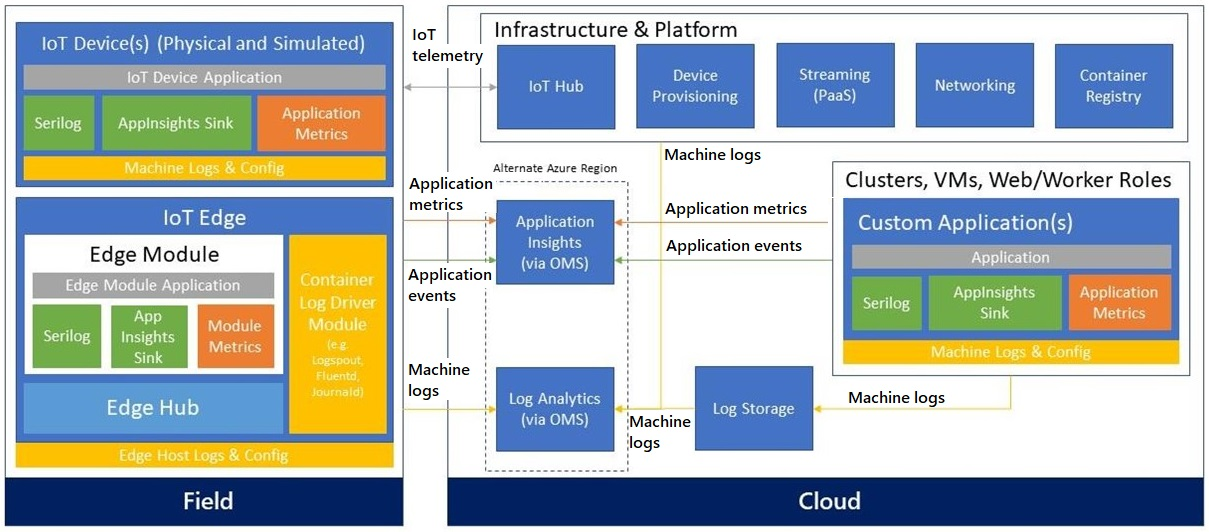 IoT Device(s) (Physical and Simulated)
IoT Device Application
Serilog
AppInsights Sink
Application
Metrics
Machine Logs & Config
IoT Edge
Edge Module
Edge Module Application
Serilog
App
Insights
Sink
Module
Metrics
Container
Log Driver
Module
(e.g.
Logspout,
Fluentd,
Journald)
Edge Hub
Edge Host Logs & Config
Field
IoT
telemetry
Application
metrics
Application
events
Machine
logs
Infrastructure & Platform
IoT Hub
Device
Provisioning
Streaming
(PaaS)
Networking
Container
Registry
Machine logs
Alternate Azure Region
Application
Insights
(via OMS)
Application metrics
Application events
Log Analytics
(via OMS)
Machine
logs
Log Storage
Machine logs
Clusters, VMs, Web/Worker Roles
Custom Application(s)
Application
Serilog
AppInsights
Sink
Application
Metrics
Machine Logs & Config
Cloud